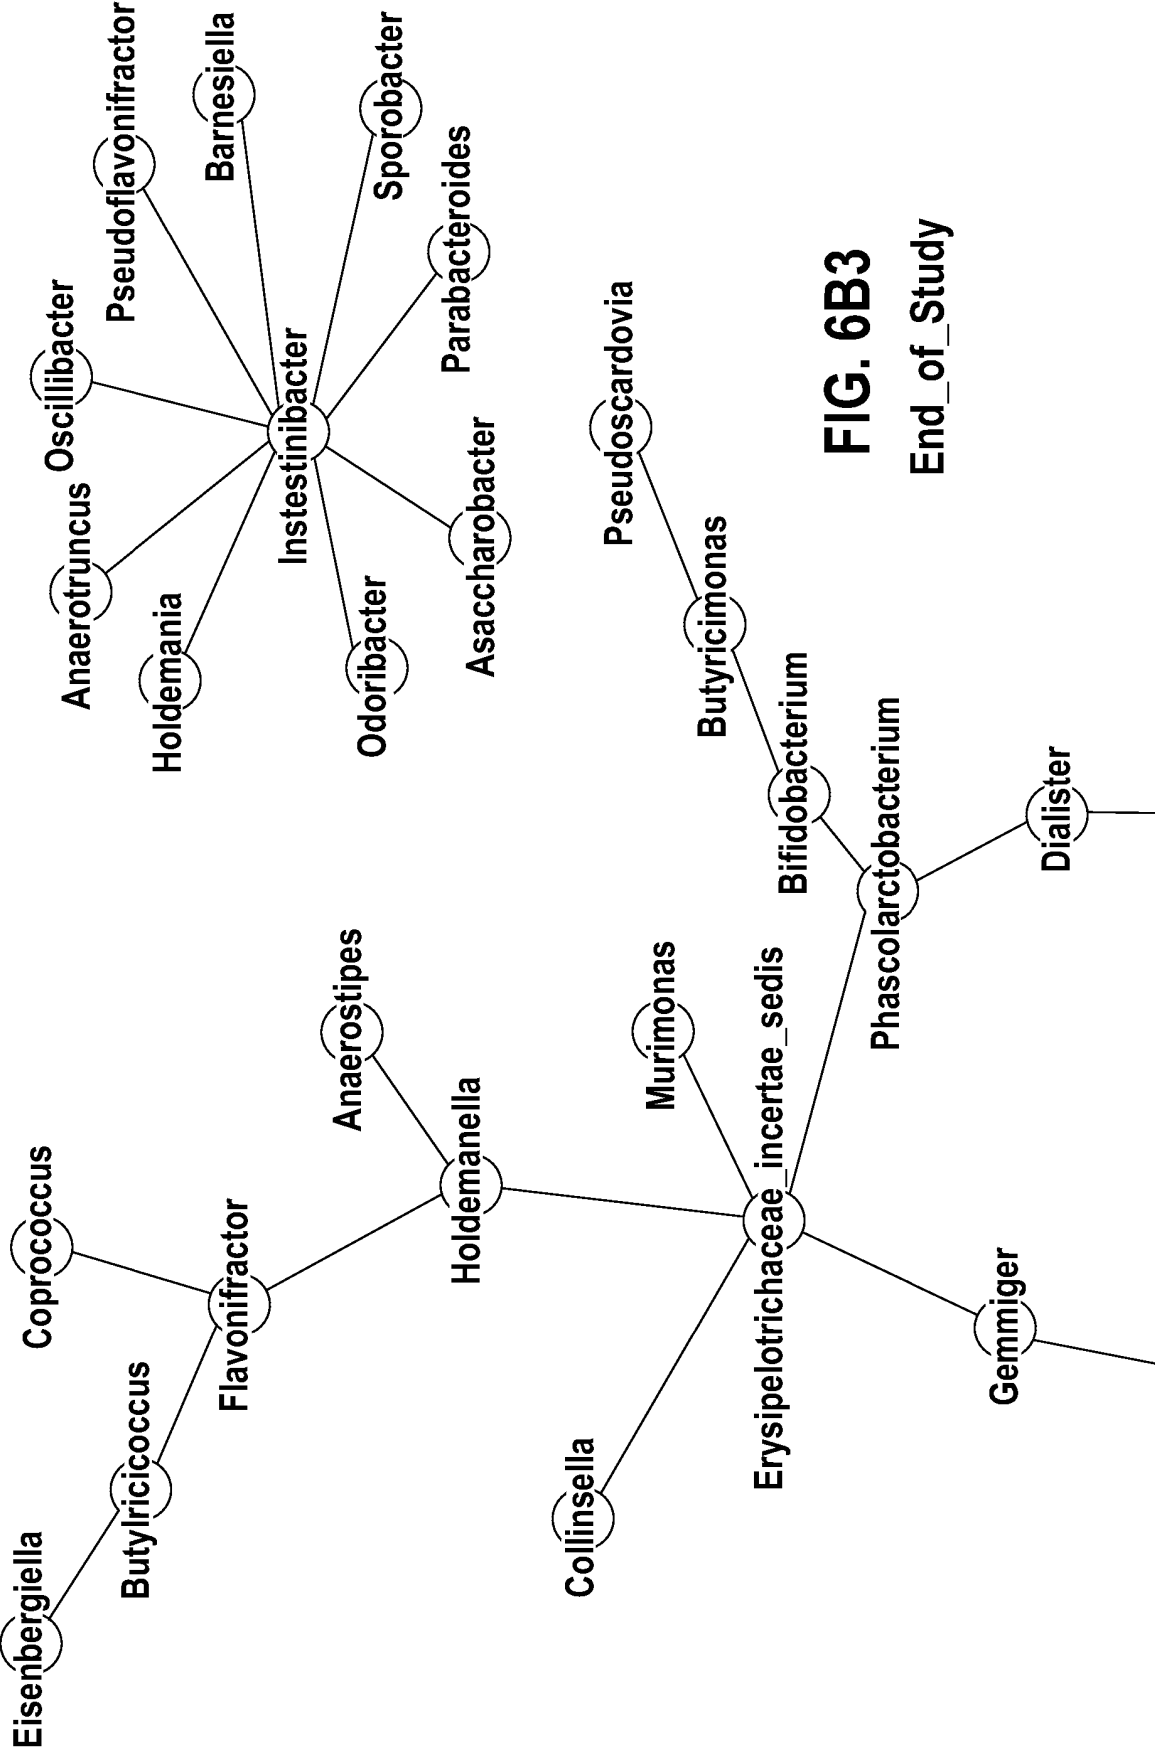 Eisenbergiella
Coprococcus
Butylricicoccus
Flavonifractor
Anaerostipes
Holdemanella
Collinsella
Murimonas
Erysipelotrichaceae_incertae_sedis
Gemmiger
Anaerotruncus
Oscillibacter
Pseudoflavonifractor
Holdemania
Barnesiella
Instestinibacter
Odoribacter
Sporobacter
Parabacteroides
Asaccharobacter
Pseudoscardovia
Butyricimonas
Bifidobacterium
Phascolarctobacterium
Dialister
FIG. 6B3
End_of_Study